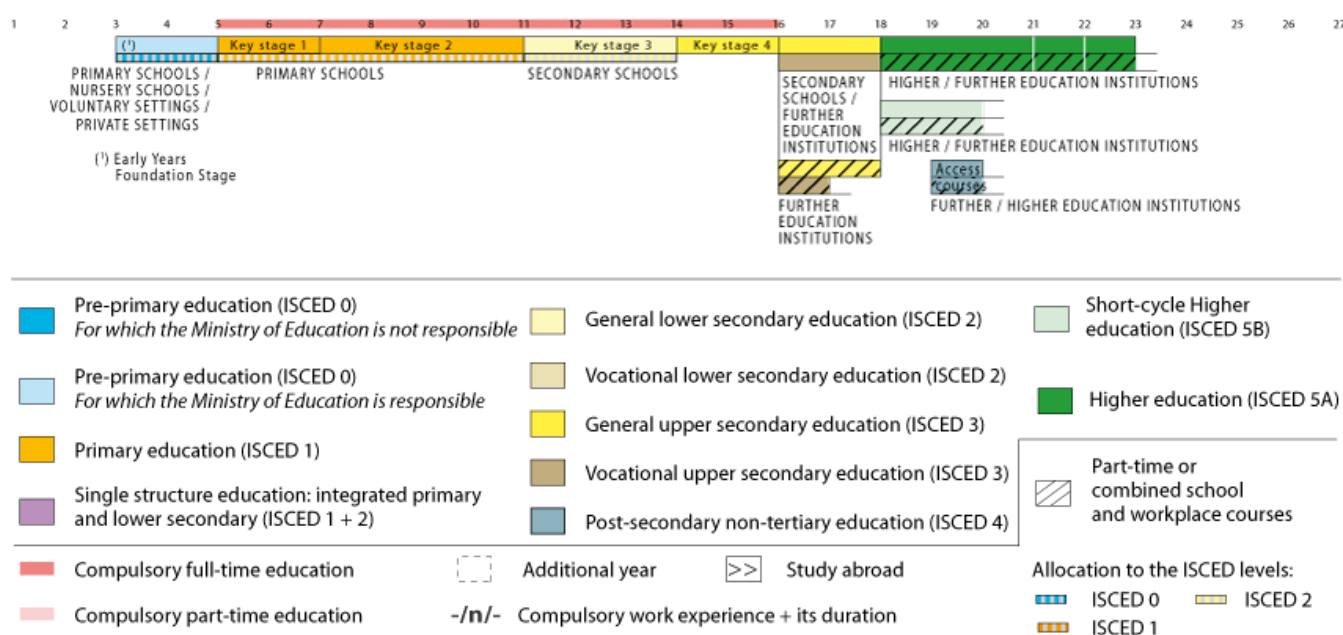 1 2 3 4 5 6 7 8 9 10 11 12 13 14 15 16 17 18 19 20 21 22 23 24 25 26 27
(¹) Key stage 1 Key stage 2 Key stage 3 Key stage 4
PRIMARY SCHOOLS /
NURSERY SCHOOLS /
VOLUNTARY SETTINGS /
PRIVATE SETTINGS
PRIMARY SCHOOLS
SECONDARY SCHOOLS
SECONDARY
SCHOOLS /
FURTHER
EDUCATION
INSTITUTIONS
HIGHER / FURTHER EDUCATION INSTITUTIONS
HIGHER / FURTHER EDUCATION INSTITUTIONS
(¹) Early Years
Foundation Stage
Access
courses
FURTHER
EDUCATION
INSTITUTIONS
FURTHER / HIGHER EDUCATION INSTITUTIONS
Pre-primary education (ISCED 0)
For which the Ministry of Education is not responsible
Pre-primary education (ISCED 0)
For which the Ministry of Education is responsible
Primary education (ISCED 1)
Single structure education: integrated primary
and lower secondary (ISCED 1 + 2)
General lower secondary education (ISCED 2)
Vocational lower secondary education (ISCED 2)
General upper secondary education (ISCED 3)
Vocational upper secondary education (ISCED 3)
Post-secondary non-tertiary education (ISCED 4)
Short-cycle Higher
education (ISCED 5B)
Higher education (ISCED 5A)
Part-time or
combined school
and workplace courses
Compulsory full-time education
Additional year
>> Study abroad
Compulsory part-time education
-/n/- Compulsory work experience + its duration
Allocation to the ISCED levels:
ISCED 0 ISCED 2
ISCED 1